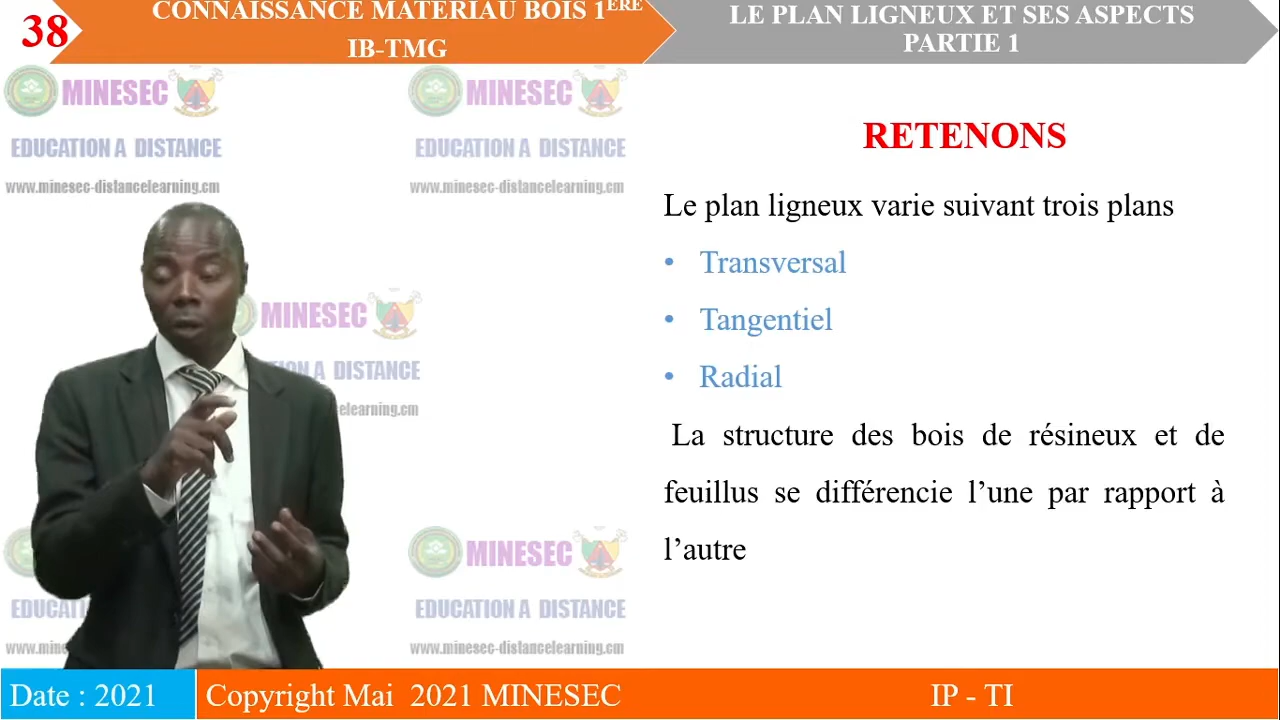 38
CONNAISSANCE MATERIAU BOIS 1ERE
IB-TMG
LE PLAN LIGNEUX ET SES ASPECTS
PARTIE 1
MINESEC
EDUCATION A DISTANCE
www.minesec-distancelearning.cm
MINESEC
EDUCATION A DISTANCE
www.minesec-distancelearning.cm
RETENONS
Le plan ligneux varie suivant trois plans
• Transversal
• Tangentiel
• Radial
La structure des bois de résineux et de
feuillus se différencie l’une par rapport à
l’autre
MINESEC
DISTANCE
MINESEC
EDUCATION A DISTANCE
www.minesec-distancelearning.cm
Date : 2021
Copyright Mai 2021 MINESEC
IP - TI